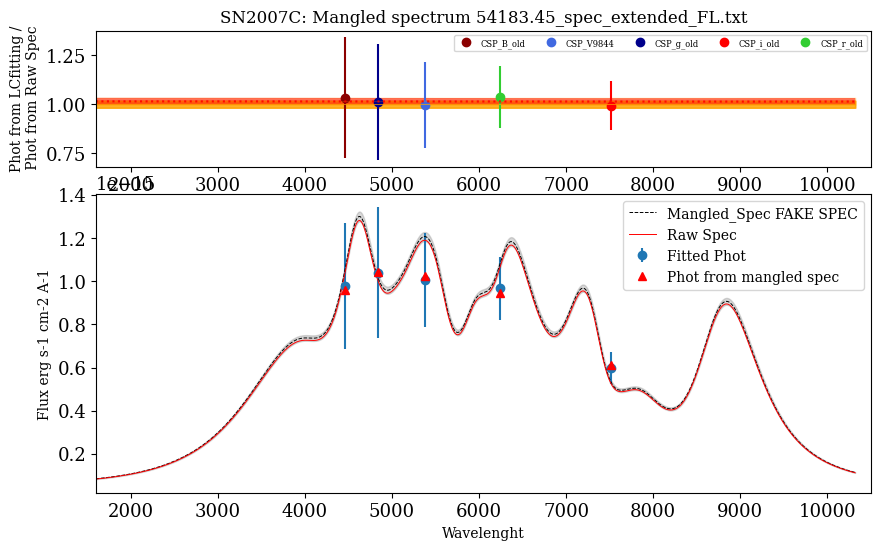 SN2007C: Mangled spectrum 54183.45_spec_extended_FL.txt
CSP_B_old CSP_V9844 CSP_g_old CSP_i_old CSP_r_old
Phot from LCfitting /
Phot from Raw Spec
1.25
1.00
0.75
2000 3000 4000 5000 6000 7000 8000 9000 10000
1e−15
1.4
1.2
1.0
0.8
0.6
0.4
0.2
Flux erg s-1 cm-2 A-1
Mangled_Spec FAKE SPEC
Raw Spec
Fitted Phot
Phot from mangled spec
2000 3000 4000 5000 6000 7000 8000 9000 10000
Wavelenght